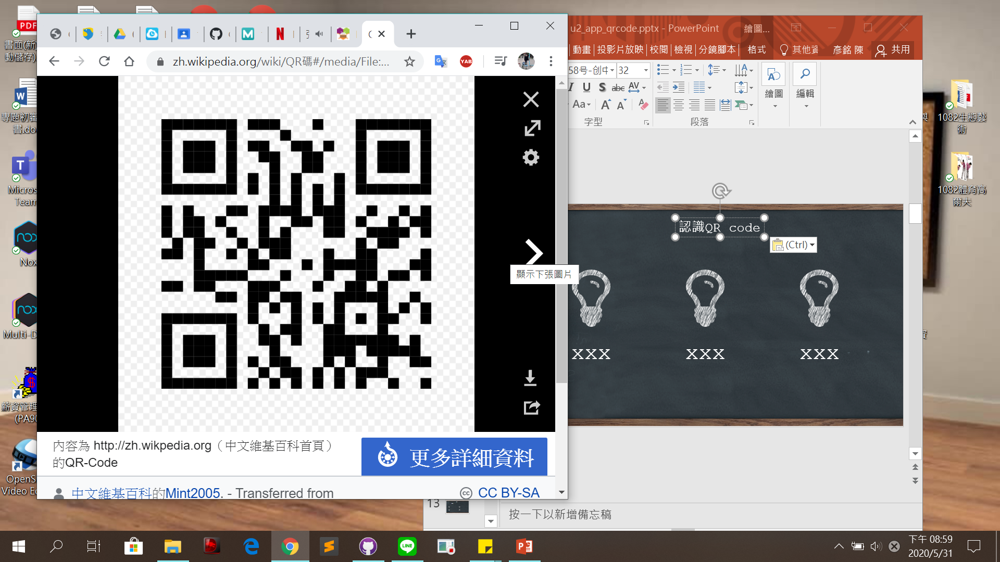 PDF
書面(新)
動儲存)
專題初審
書.do
Micros
Team
Nox
Multi-D
薪資管理
(PA90
OpenS
Video E
zh.wikipedia.org/wiki/QR碼#/media/File:...
YAB
顯示下張圖片
內容為 http://zh.wikpedia.org（中文維基百科首頁）
的QR-Code
更多詳細資料
中文維基百科的Mint2005. - Transferred from
CC BY-SA
u2_app_qrcode.pptx - PowerPoint
繪圖...
動畫 投影片放映 校閱 檢視 分鏡腳本 格式 其他資 彥銘 陳 共用
58号-创中 32
繪圖
編輯
字型
段落
認識QR code
(Ctrl)
xxx
xxx
xxx
13
按一下以新增備忘稿
1082生態藝
術
1082體育高
爾夫
LINE
下午 08:59
2020/5/31